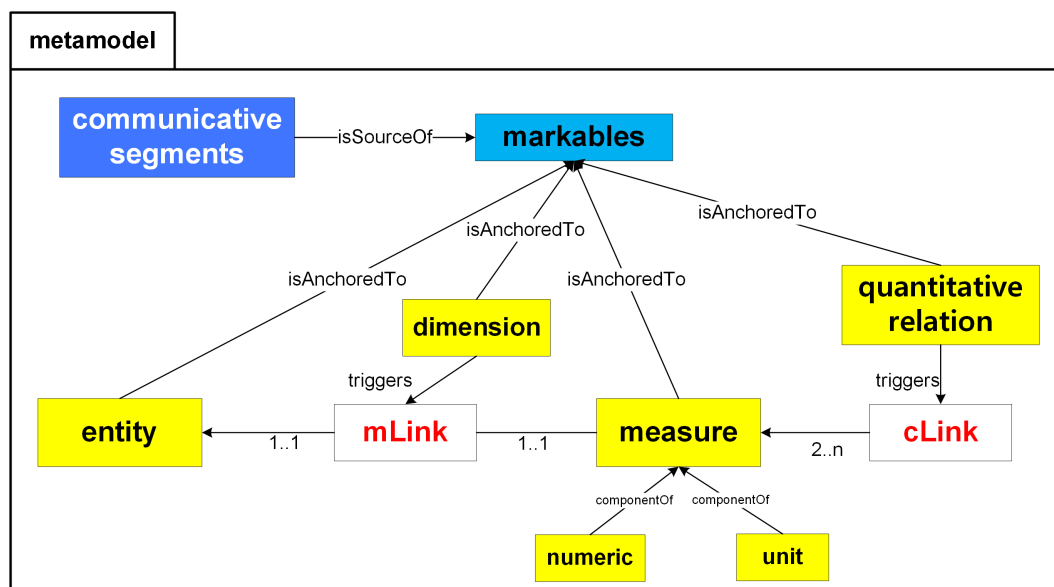 metamodel
communicative
segments
isSourceOf
markables
isAnchoredTo
isAnchoredTo
isAnchoredTo
isAnchoredTo
quantitative
relation
dimension
triggers
triggers
entity
1..1
mLink
1..1
measure
2..n
cLink
componentOf
componentOf
numeric
unit